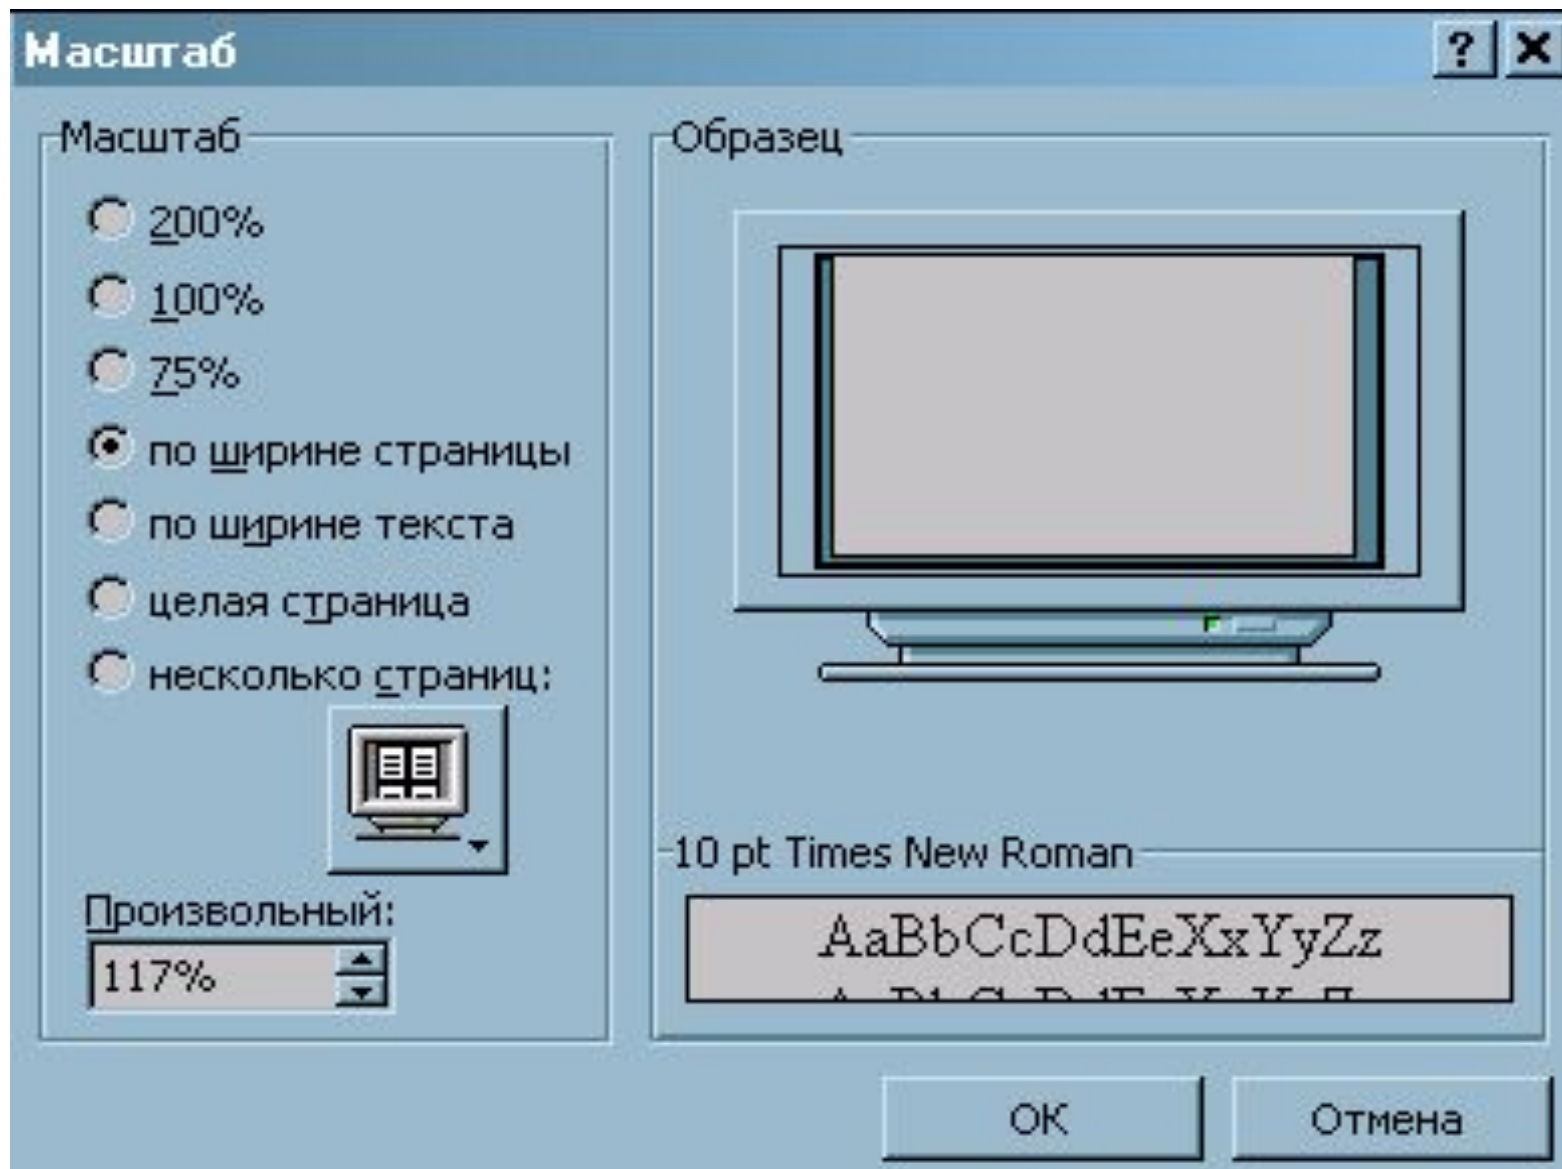 Масштаб
Масштаб
200%
100%
75%
по ширине страницы
по ширине текста
целая страница
несколько страниц:
Произвольный:
117%
Образец
10 pt Times New Roman
AaBbCcDdEeXxYyZz
ОК
Отмена